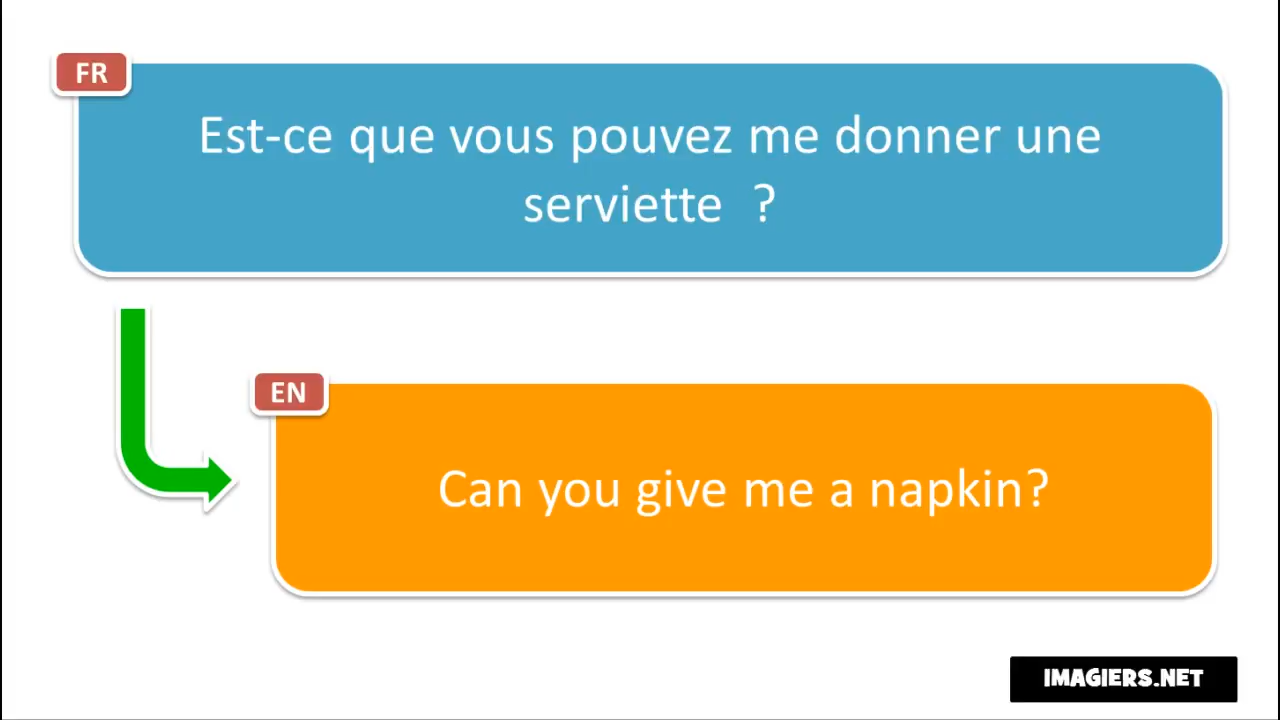 FR
Est-ce que vous pouvez me donner une
serviette  ?
EN
Can you give me a napkin?
IMAGIERS.NET